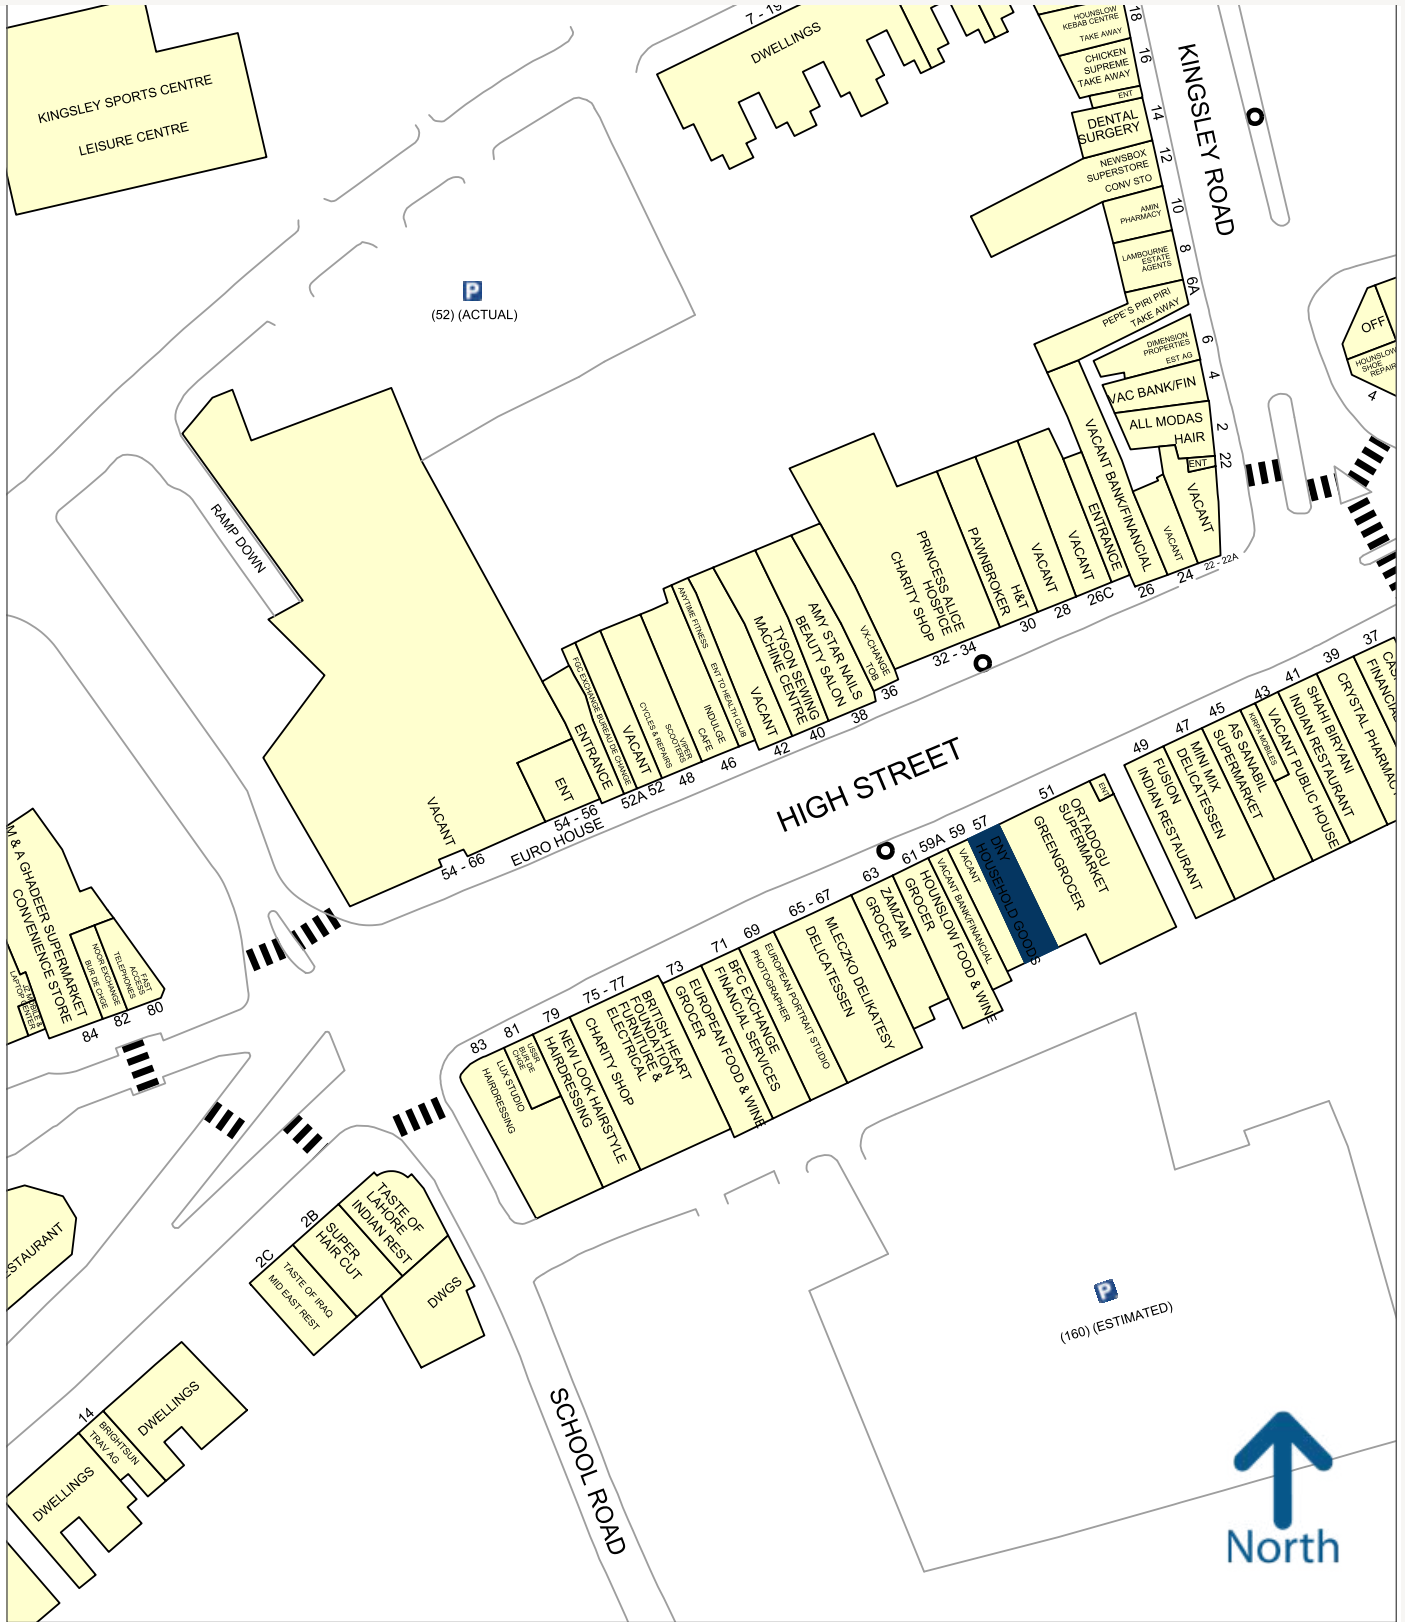 7 - 19
DWELLINGS
KINGSLEY SPORTS CENTRE
LEISURE CENTRE
HOUNSLOW
KEBAB CENTRE
TAKE AWAY
18
CHICKEN
SUPREME
TAKE AWAY
16
ENT
DENTAL
SURGERY
14
NEWSBOX
SUPERSTORE
CONV STO
12
AMIN
PHARMACY
10
LAMBOURNE
ESTATE
AGENTS
8
PEPE'S PIRI PIRI
TAKE AWAY
6A
DIMENSION
PROPERTIES
EST AG
6
VAC BANK/FIN
4
ALL MODAS
HAIR
2
ENT
22
VACANT
22 - 22A
KINGSLEY ROAD
OFF
HOUNSLOW
SHOE
REPAIR
4
P
(52) (ACTUAL)
RAMP DOWN
VACANT
54 - 66
ENT
54 - 56
EURO HOUSE
ENTRANCE
FGC EXCHANGE BUREAU DE CHANGE
52A
VACANT
52
CYCLES & REPAIRS
VIPER
SCOOTERS
48
INDULGE
CAFE
46
ANYTIME FITNESS
ENT TO HEALTH CLUB
VACANT
42
TYSON SEWING
MACHINE CENTRE
40
AMY STAR NAILS
BEAUTY SALON
38
VX-CHANGE
TOB
36
PRINCESS ALICE
HOSPICE
CHARITY SHOP
32 - 34
H&T
PAWNBROKER
30
VACANT
28
VACANT
26C
ENTRANCE
VACANT BANK/FINANCIAL
26
VACANT
24
HIGH STREET
37
CAS
FINANCIAL
39
CRYSTAL PHARMACY
41
SHAHI BIRYANI
INDIAN RESTAURANT
43
VACANT PUBLIC HOUSE
KIRPA MOBILES
45
AS SANABIL
SUPERMARKET
47
MINI MIX
DELICATESSEN
49
FUSION
INDIAN RESTAURANT
51
ENT
ORTADOGU
SUPERMARKET
GREENGROCER
57
DNY
HOUSEHOLD GOODS
59
VACANT
59A
VACANT BANK/FINANCIAL
61
HOUNSLOW FOOD & WINE
GROCER
63
ZAMZAM
GROCER
65 - 67
MLECZKO DELIKATESY
DELICATESSEN
69
EUROPEAN PORTRAIT STUDIO
PHOTOGRAPHER
71
BFC EXCHANGE
FINANCIAL SERVICES
73
EUROPEAN FOOD & WINE
GROCER
75 - 77
BRITISH HEART
FOUNDATION
FURNITURE &
ELECTRICAL
CHARITY SHOP
79
NEW LOOK HAIRSTYLE
HAIRDRESSING
81
USSR
BUR DE
CHGE
83
LUX STUDIO
HAIRDRESSING
M & A GHADEER SUPERMARKET
CONVENIENCE STORE
JZ MOBILE &
LAPTOP CENTER
84
NOOR EXCHANGE
BUR DE CHGE
82
FAST
ACCESS
TELEPHONES
80
STAURANT
2C
TASTE OF IRAQ
MID EAST REST
2B
SUPER
HAIR CUT
TASTE OF
LAHORE
INDIAN REST
DWGS
14
BRIGHTSUN
TRAV AG
DWELLINGS
DWELLINGS
SCHOOL ROAD
P
(160) (ESTIMATED)
North